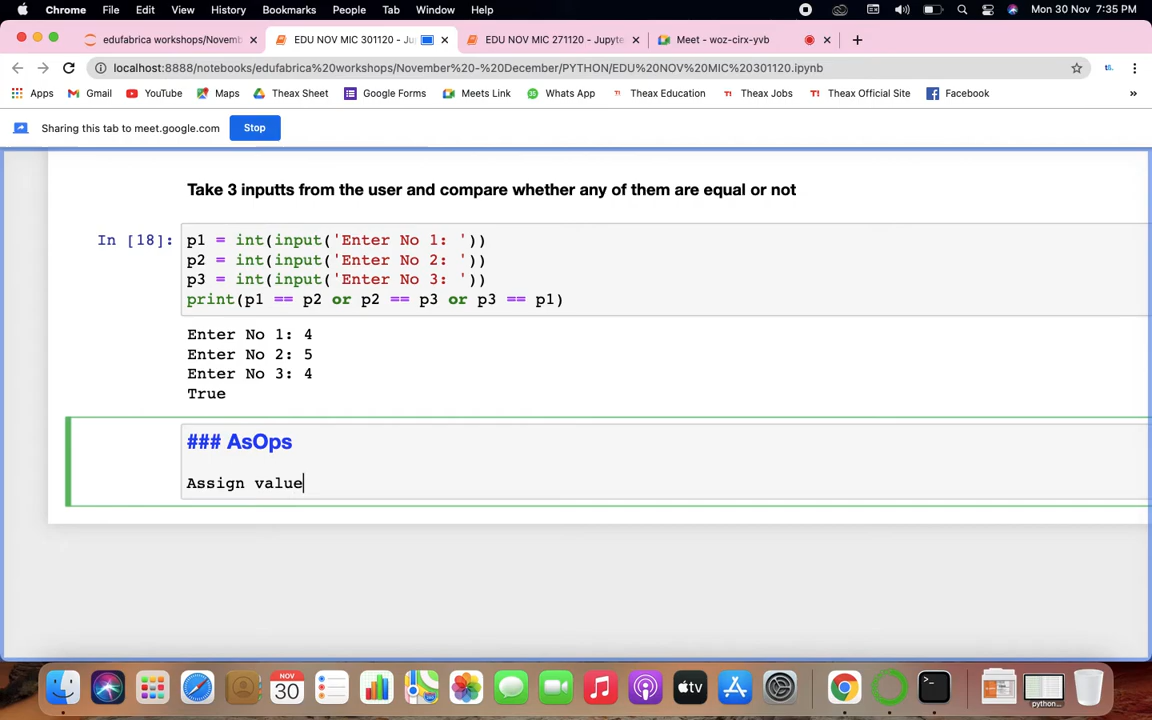 Chrome File Edit View History Bookmarks People Tab Window Help Mon 30 Nov 7:35 PM
edufabrica workshops/Novemb EDU NOV MIC 301120 - Ju EDU NOV MIC 271120 - Jupyte Meet - woz-cirx-yvb
localhost:8888/notebooks/edufabrica%20workshops/November%20-%20December/PYTHON/EDU%20NOV%20MIC%20301120.ipynb
Apps Gmail YouTube Maps Theax Sheet Google Forms Meets Link Whats App Theax Education Theax Jobs Theax Official Site Facebook »
Sharing this tab to meet.google.com Stop
Take 3 inputts from the user and compare whether any of them are equal or not
In [18]: p1 = int(input('Enter No 1: '))
p2 = int(input('Enter No 2: '))
p3 = int(input('Enter No 3: '))
print(p1 == p2 or p2 == p3 or p3 == p1)
Enter No 1: 4
Enter No 2: 5
Enter No 3: 4
True
### AsOps
Assign value
NOV
30
tv
python...